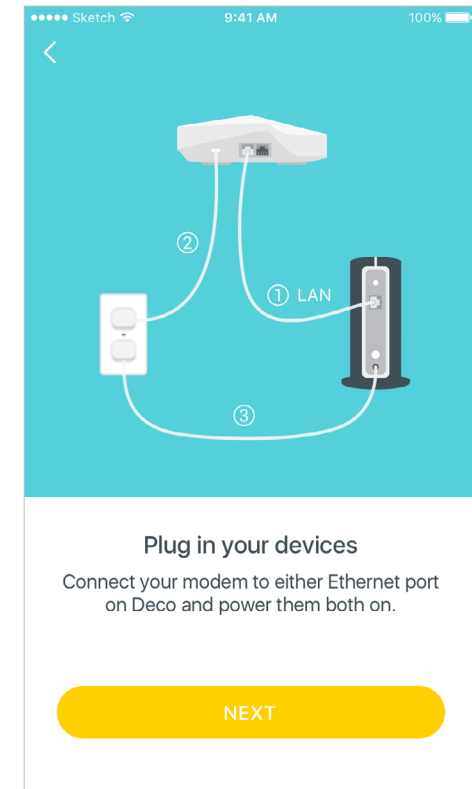 Sketch 9:41 AM 100%
②
① LAN
③
Plug in your devices
Connect your modem to either Ethernet port
on Deco and power them both on.
NEXT